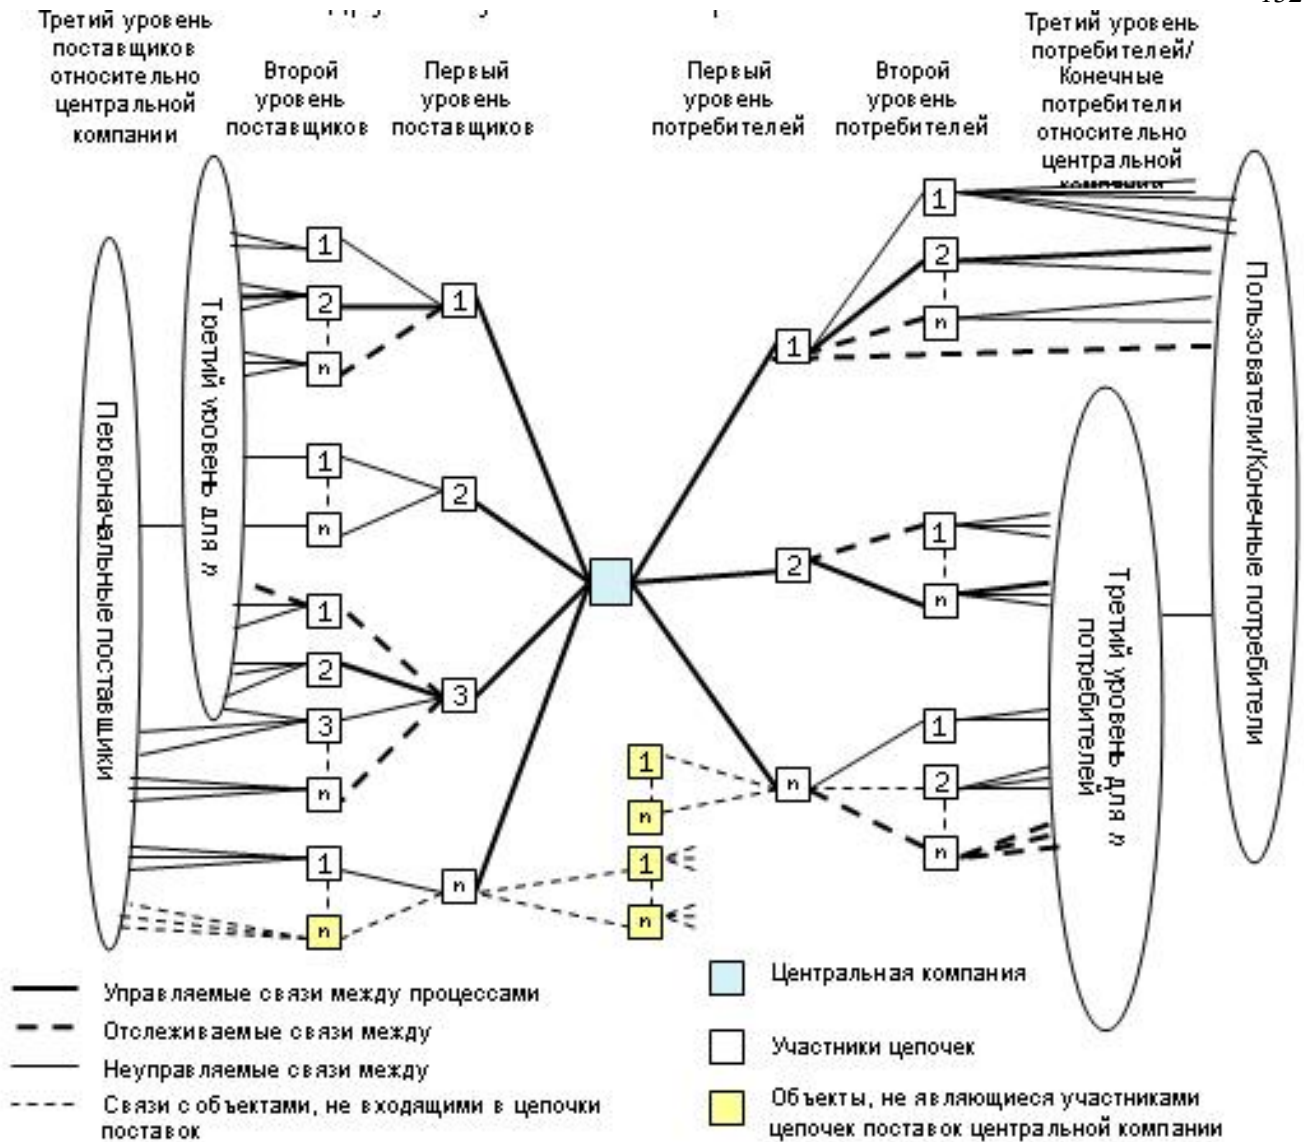 132
Третий уровень
поставщиков
относительно
центральной
компании
Второй
уровень
поставщиков
Первый
уровень
поставщиков
Первый
уровень
потребителей
Второй
уровень
потребителей
Третий уровень
потребителей/
Конечные
потребители
относительно
центральной
компании
Первоначальные поставщики
Третий уровень для n
1
2
n
1
n
1
2
3
n
1
n
1
2
3
n
1
n
1
n
1
2
n
1
2
n
1
n
1
2
n
Третий уровень для n
потребителей
Пользователи/Конечные потребители
Управляемые связи между процессами
Отслеживаемые связи между
Неуправляемые связи между
Связи с объектами, не входящими в цепочки
поставок
Центральная компания
Участники цепочек
Объекты, не являющиеся участниками
цепочек поставок центральной компании